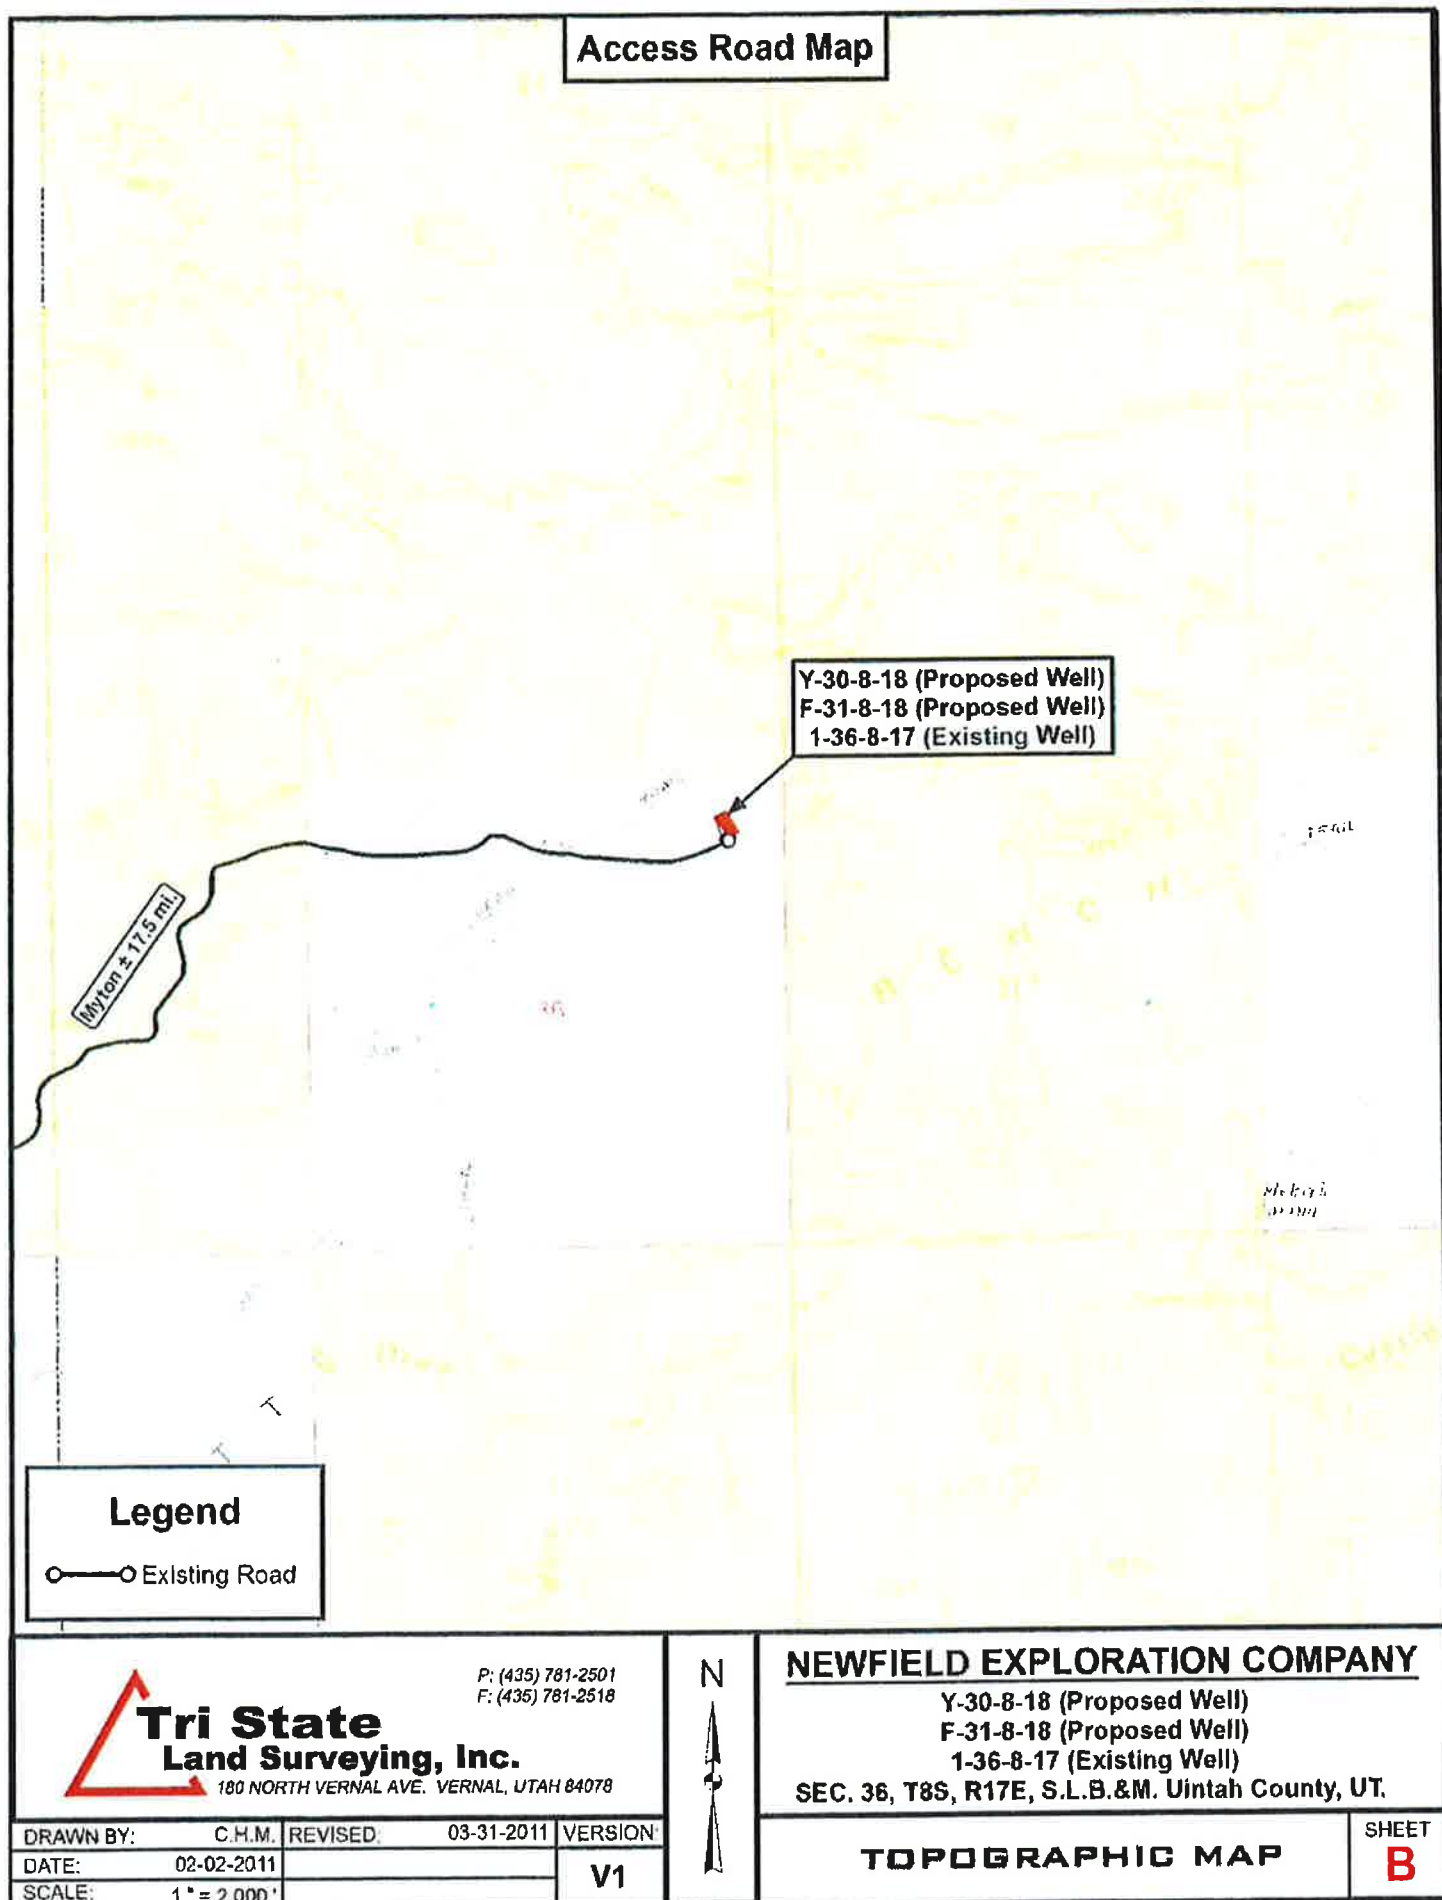 Access Road Map
Y-30-8-18 (Proposed Well)
F-31-8-18 (Proposed Well)
1-36-8-17 (Existing Well)
Myton ± 17.5 mi.
36
Legend
Existing Road
P: (435) 781-2501
F: (435) 781-2518
Tri State
Land Surveying, Inc.
180 NORTH VERNAL AVE. VERNAL, UTAH 84078
DRAWN BY: C.H.M. REVISED: 03-31-2011 VERSION:
DATE: 02-02-2011
V1
SCALE: 1" = 2,000'
N
NEWFIELD EXPLORATION COMPANY
Y-30-8-18 (Proposed Well)
F-31-8-18 (Proposed Well)
1-36-8-17 (Existing Well)
SEC. 36, T8S, R17E, S.L.B.&M. Uintah County, UT.
TOPOGRAPHIC MAP
SHEET
B